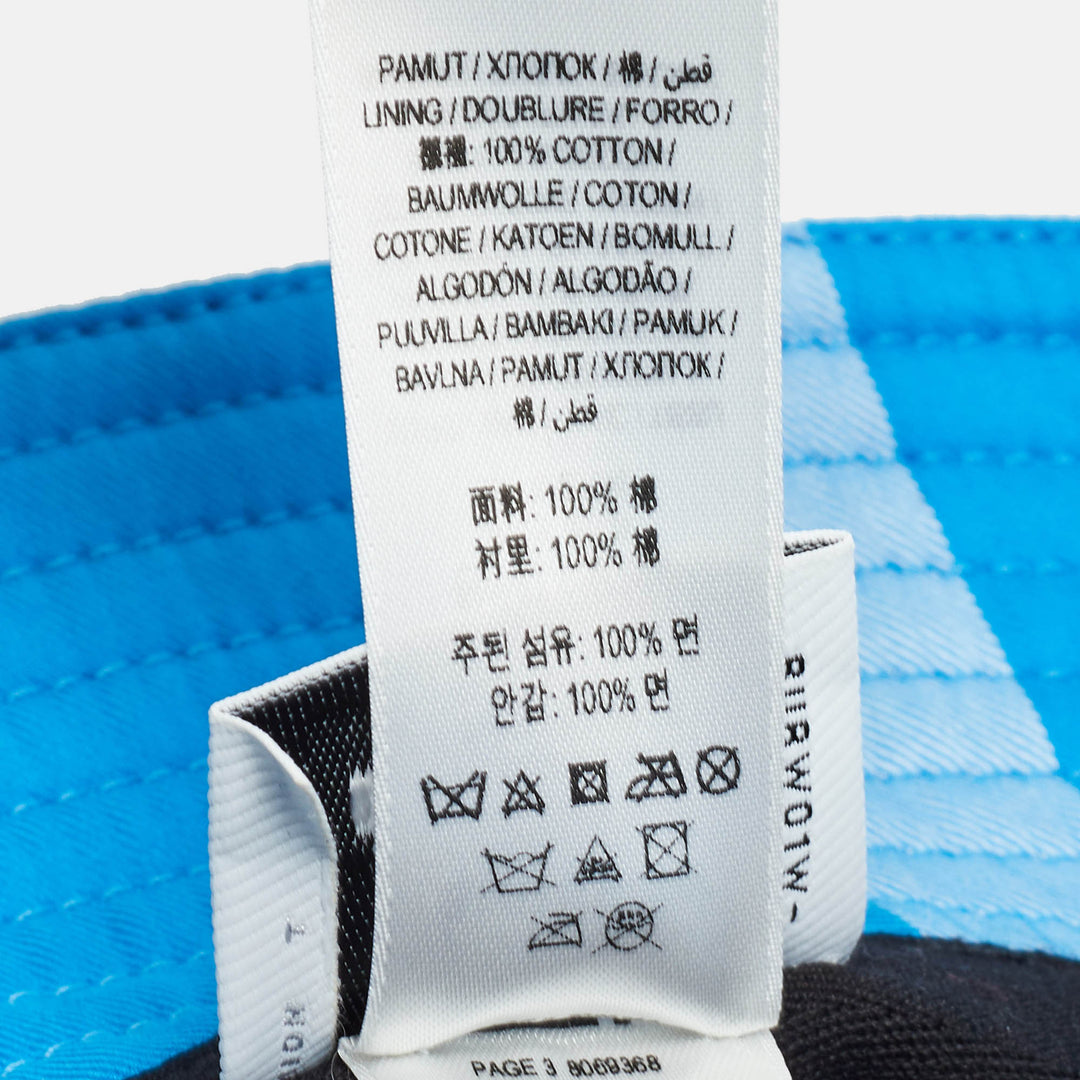 PAMUT / ХЛОПОК / 棉 / قطن
LINING / DOUBLURE / FORRO /
襯裡: 100% COTTON /
BAUMWOLLE / COTON /
COTONE / KATOEN / BOMULL /
ALGODÓN / ALGODÃO /
PUUVILLA / BAMBAKI / PAMUK /
BAVLNA / PAMUT / ХЛОПОК /
棉 / قطن
面料: 100% 棉
衬里: 100% 棉
주된 섬유: 100% 면
안감: 100% 면
PAGE 3 8069368